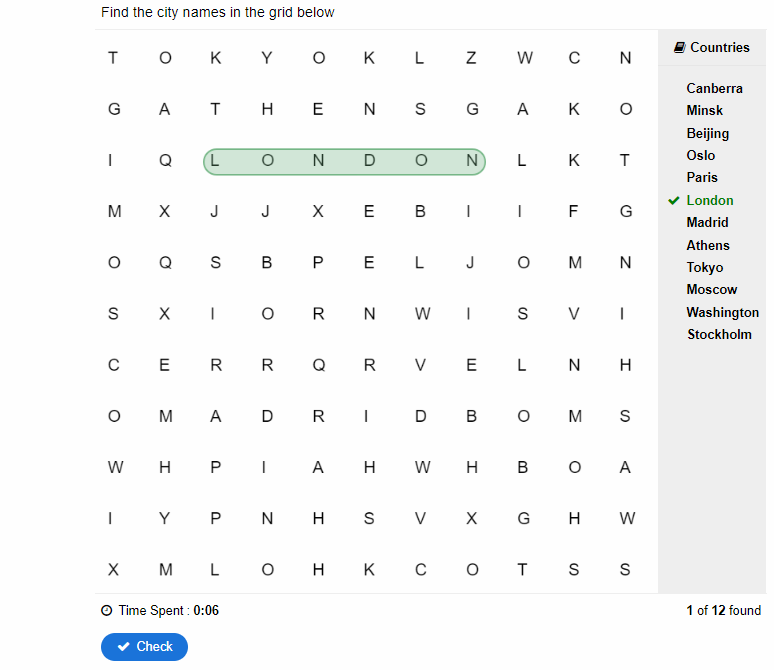 Find the city names in the grid below
T O K Y O K L Z W C N
G A T H E N S G A K O
I Q L O N D O N L K T
M X J J X E B I I F G
O Q S B P E L J O M N
S X I O R N W I S V I
C E R R Q R V E L N H
O M A D R I D B O M S
W H P I A H W H B O A
I Y P N H S V X G H W
X M L O H K C O T S S
Countries
Canberra
Minsk
Beijing
Oslo
Paris
London
Madrid
Athens
Tokyo
Moscow
Washington
Stockholm
Time Spent : 0:06
1 of 12 found
Check